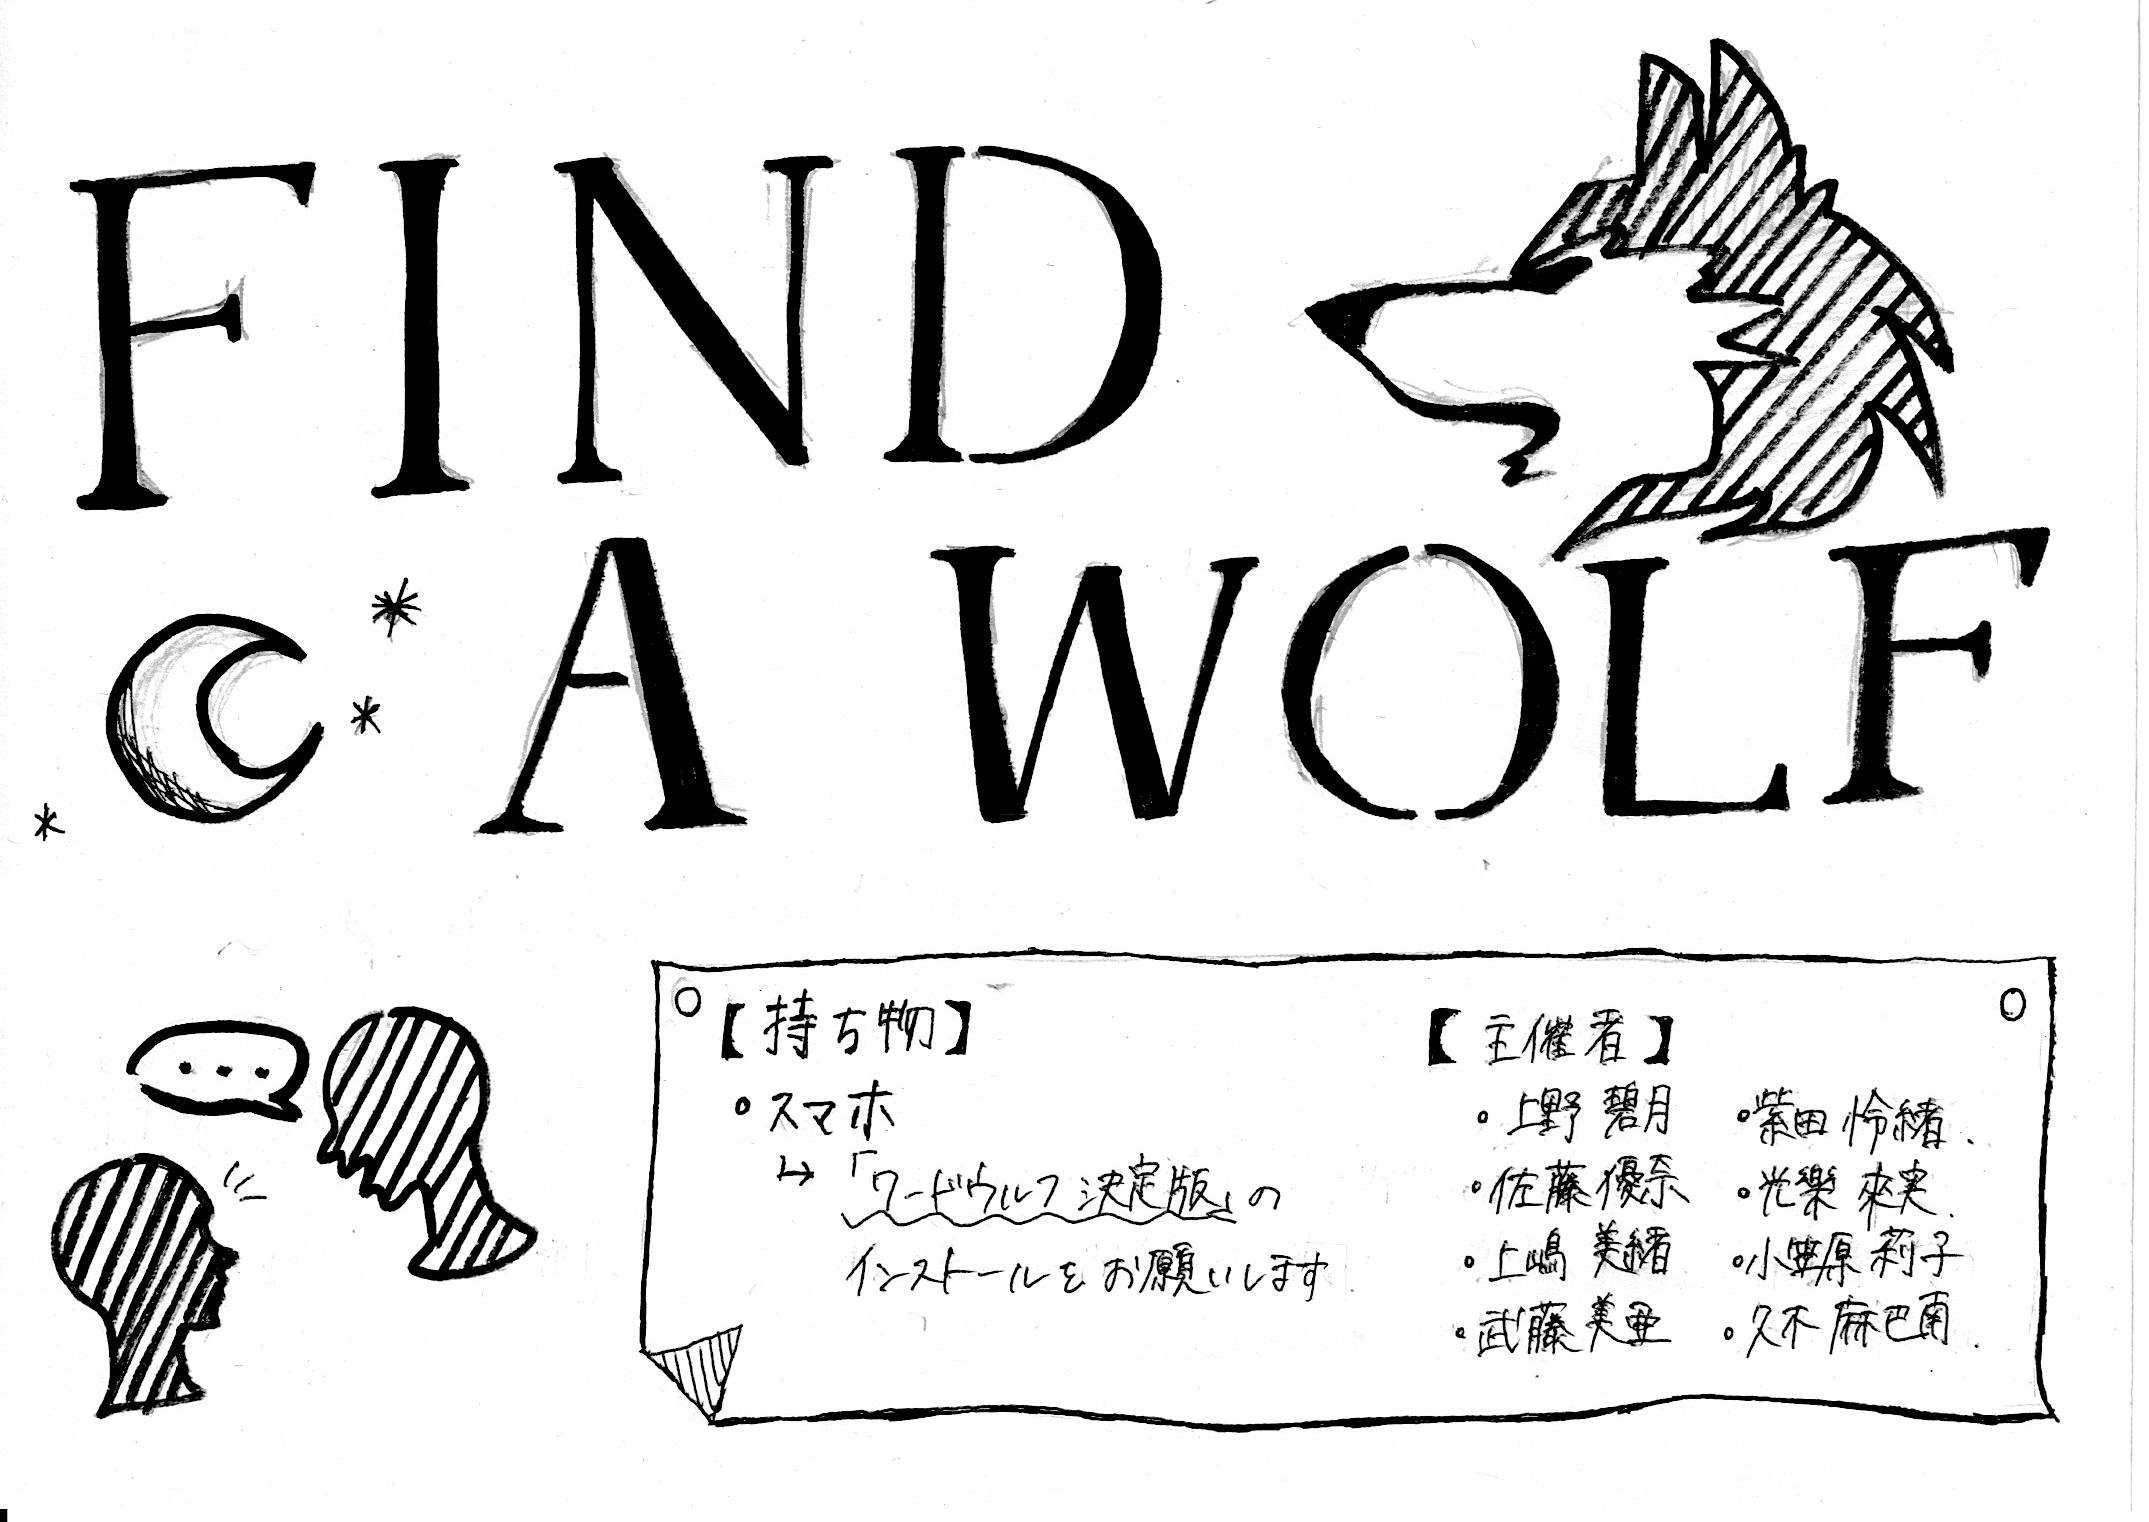 FIND
A WOLF
【持ち物】
・スマホ
↳「ワードウルフ決定版」の
インストールをお願いします
【主催者】
・上野 碧月
・佐藤 優奈
・上嶋 美緒
・武藤 美亜
・紫田 怜緒
・光樂 來実
・小笠原 莉子
・久木 麻巴南